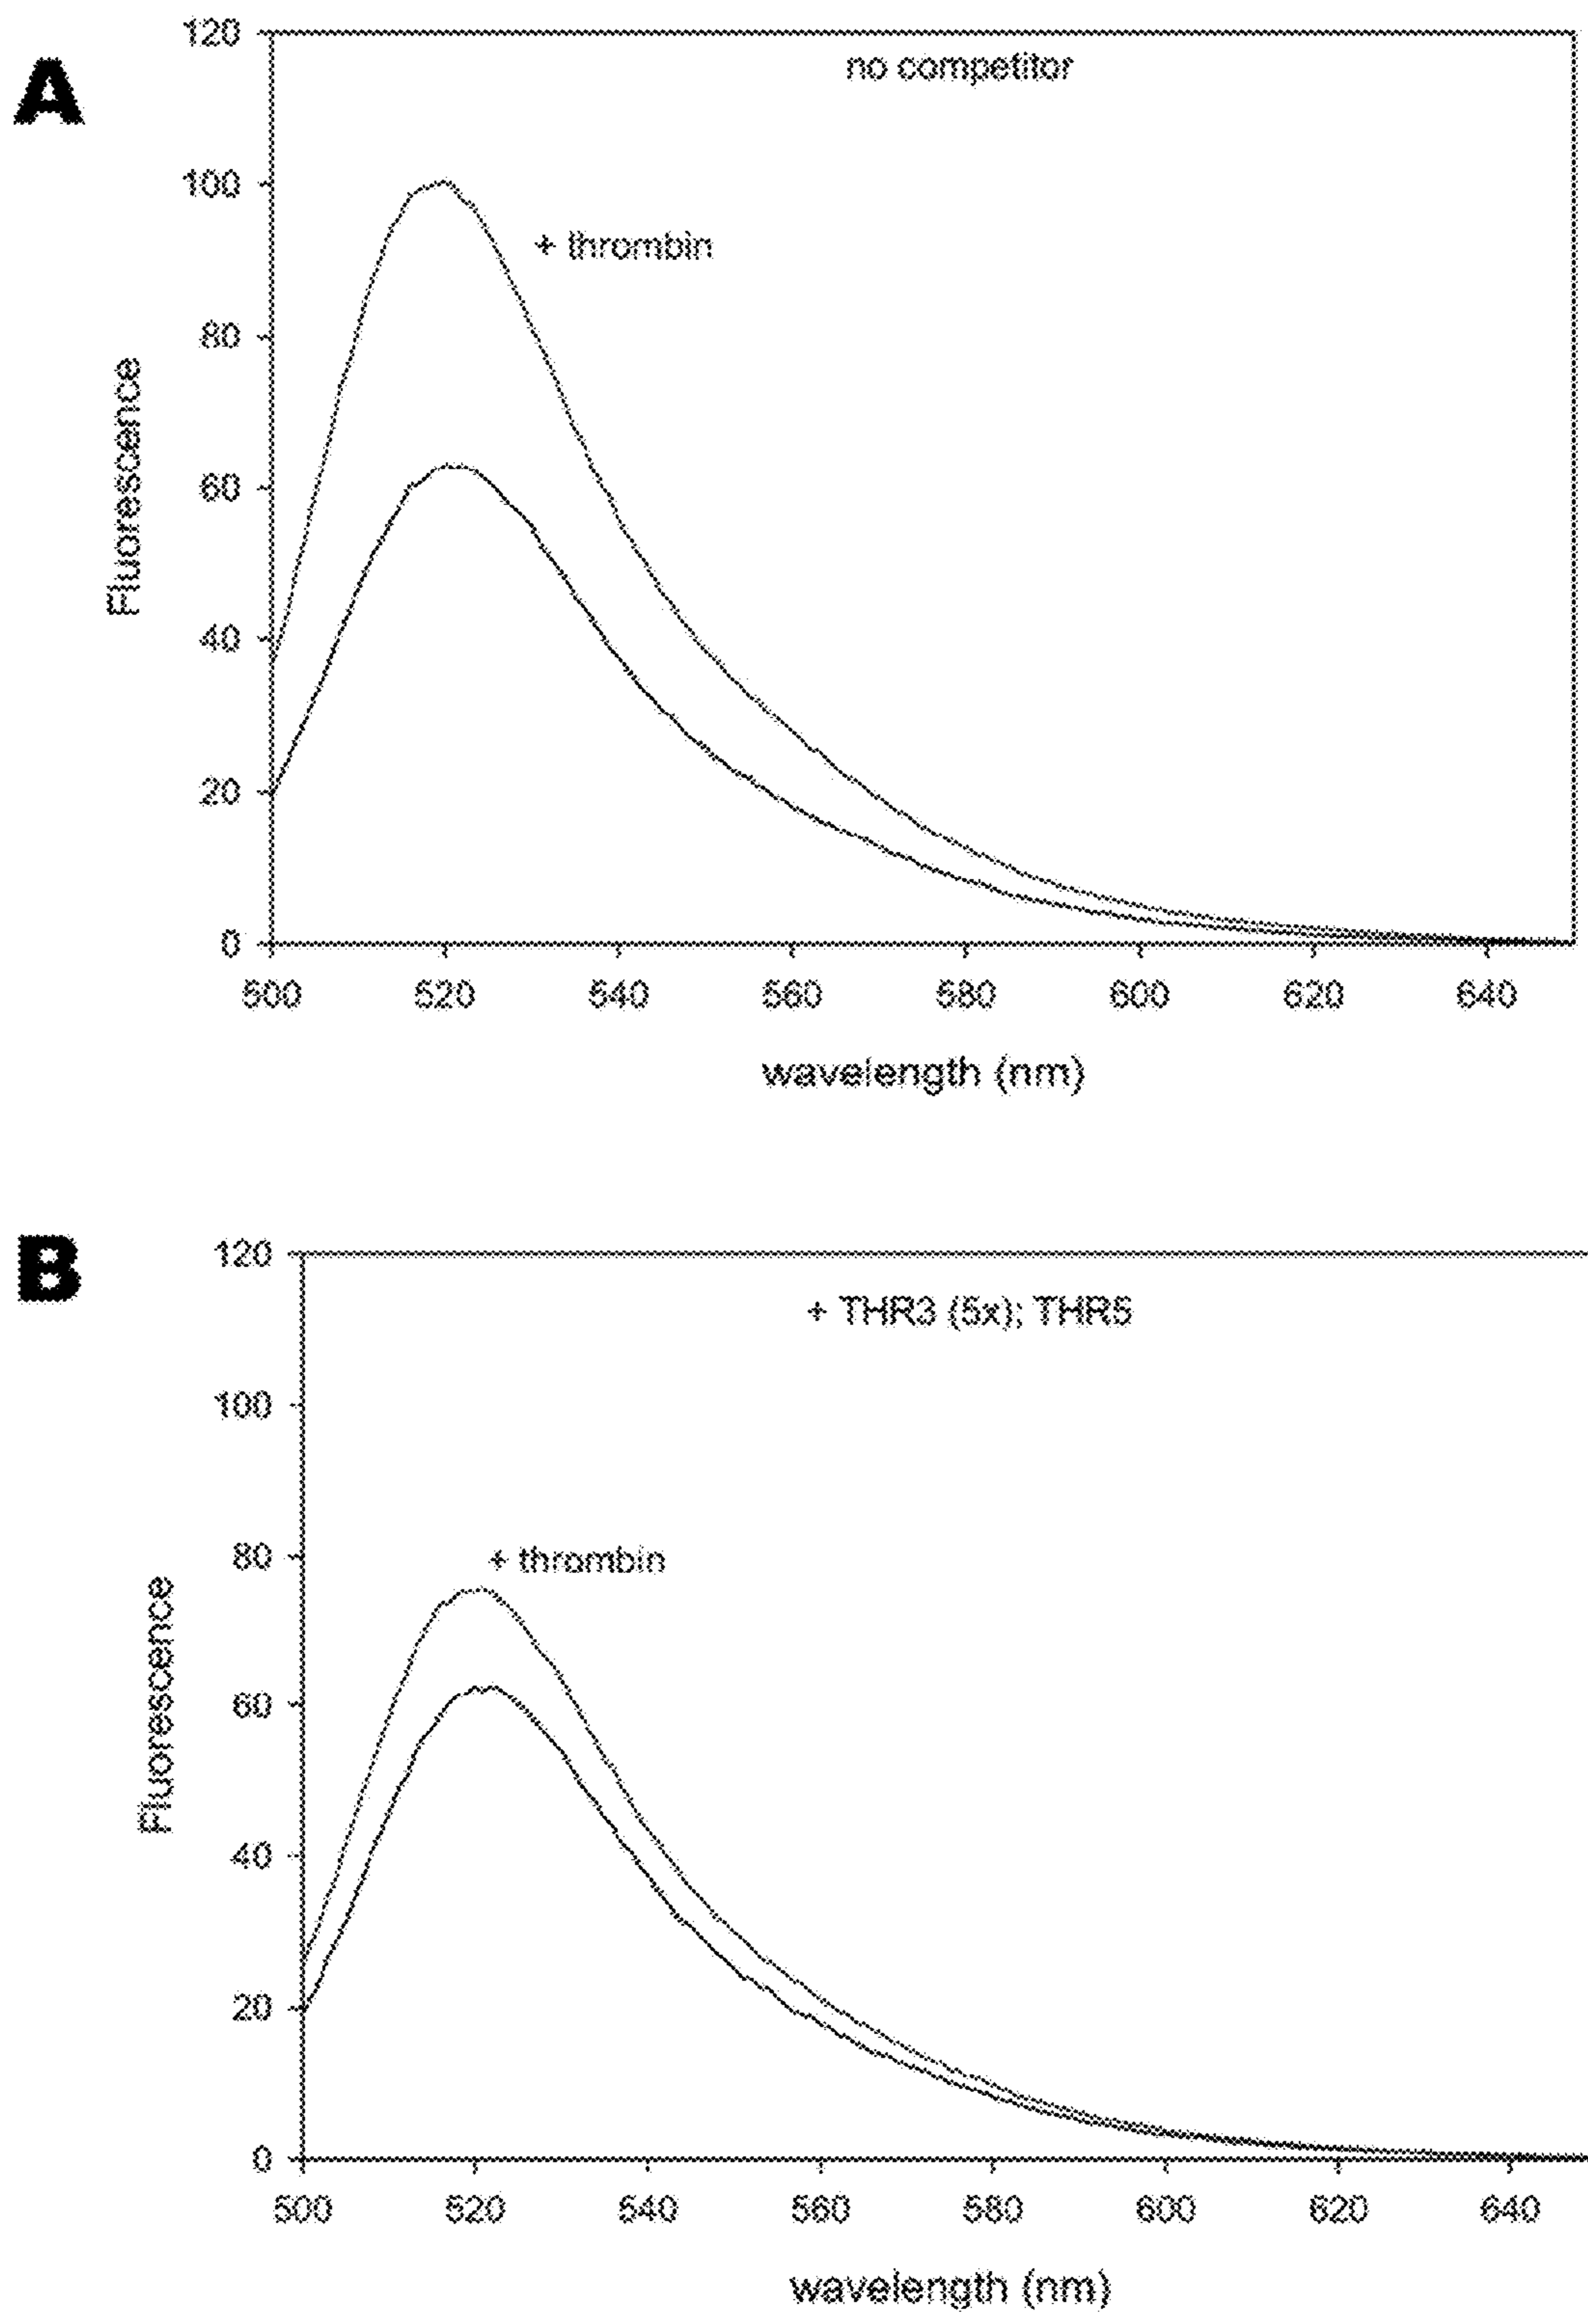 A
120
no competitor
100
+ thrombin
80
Fluorescence
60
40
20
0
500 520 540 560 580 600 620 640
wavelength (nm)
B
120
+ THR3 (5x); THR5
100
80
+ thrombin
Fluorescence
60
40
20
0
500 520 540 560 580 600 620 640
wavelength (nm)